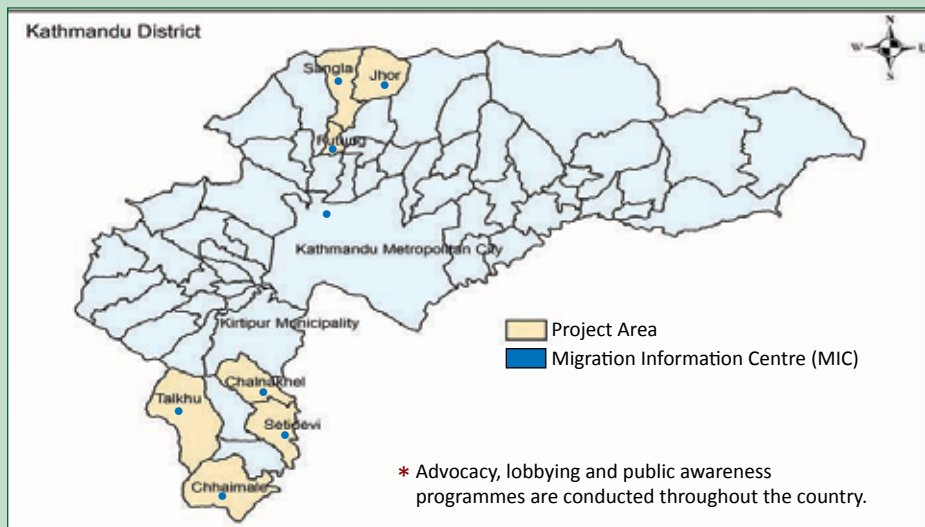 Kathmandu District
N
W E
S
Sangla
Jhor
Kathmandu Metropolitan City
Kirtipur Municipality
Project Area
Migration Information Centre (MIC)
Chalnakhel
Talkhu
Setidevi
Chhaimale
* Advocacy, lobbying and public awareness
programmes are conducted throughout the country.